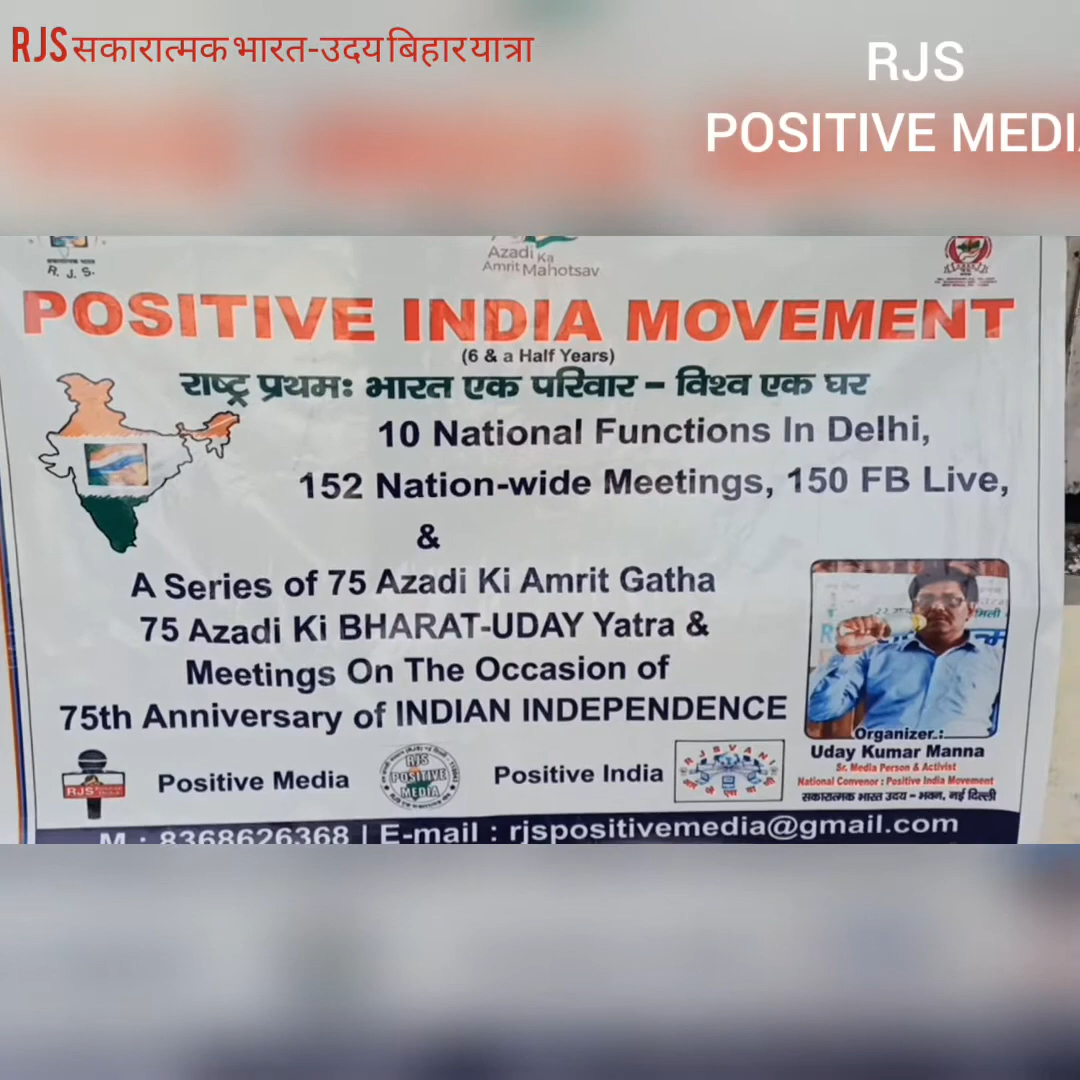 RJS सकारात्मक भारत-उदय बिहार यात्रा
RJS
POSITIVE MEDIA
R. J. S.
Azadi Ka
Amrit Mahotsav
POSITIVE INDIA MOVEMENT
(6 & a Half Years)
राष्ट्र प्रथमः भारत एक परिवार – विश्व एक घर
10 National Functions In Delhi,
152 Nation-wide Meetings, 150 FB Live,
&
A Series of 75 Azadi Ki Amrit Gatha
75 Azadi Ki BHARAT-UDAY Yatra &
Meetings On The Occasion of
75th Anniversary of INDIAN INDEPENDENCE
Organizer.:
Uday Kumar Manna
Sr. Media Person & Activist
National Convenor : Positive India Movement
सकारात्मक भारत उदय – भवन, नई दिल्ली
RJS
Positive Media
RJS
POSITIVE
MEDIA
Positive India
RJSVANI
M : 8368626368 | E-mail : rjspositivemedia@gmail.com